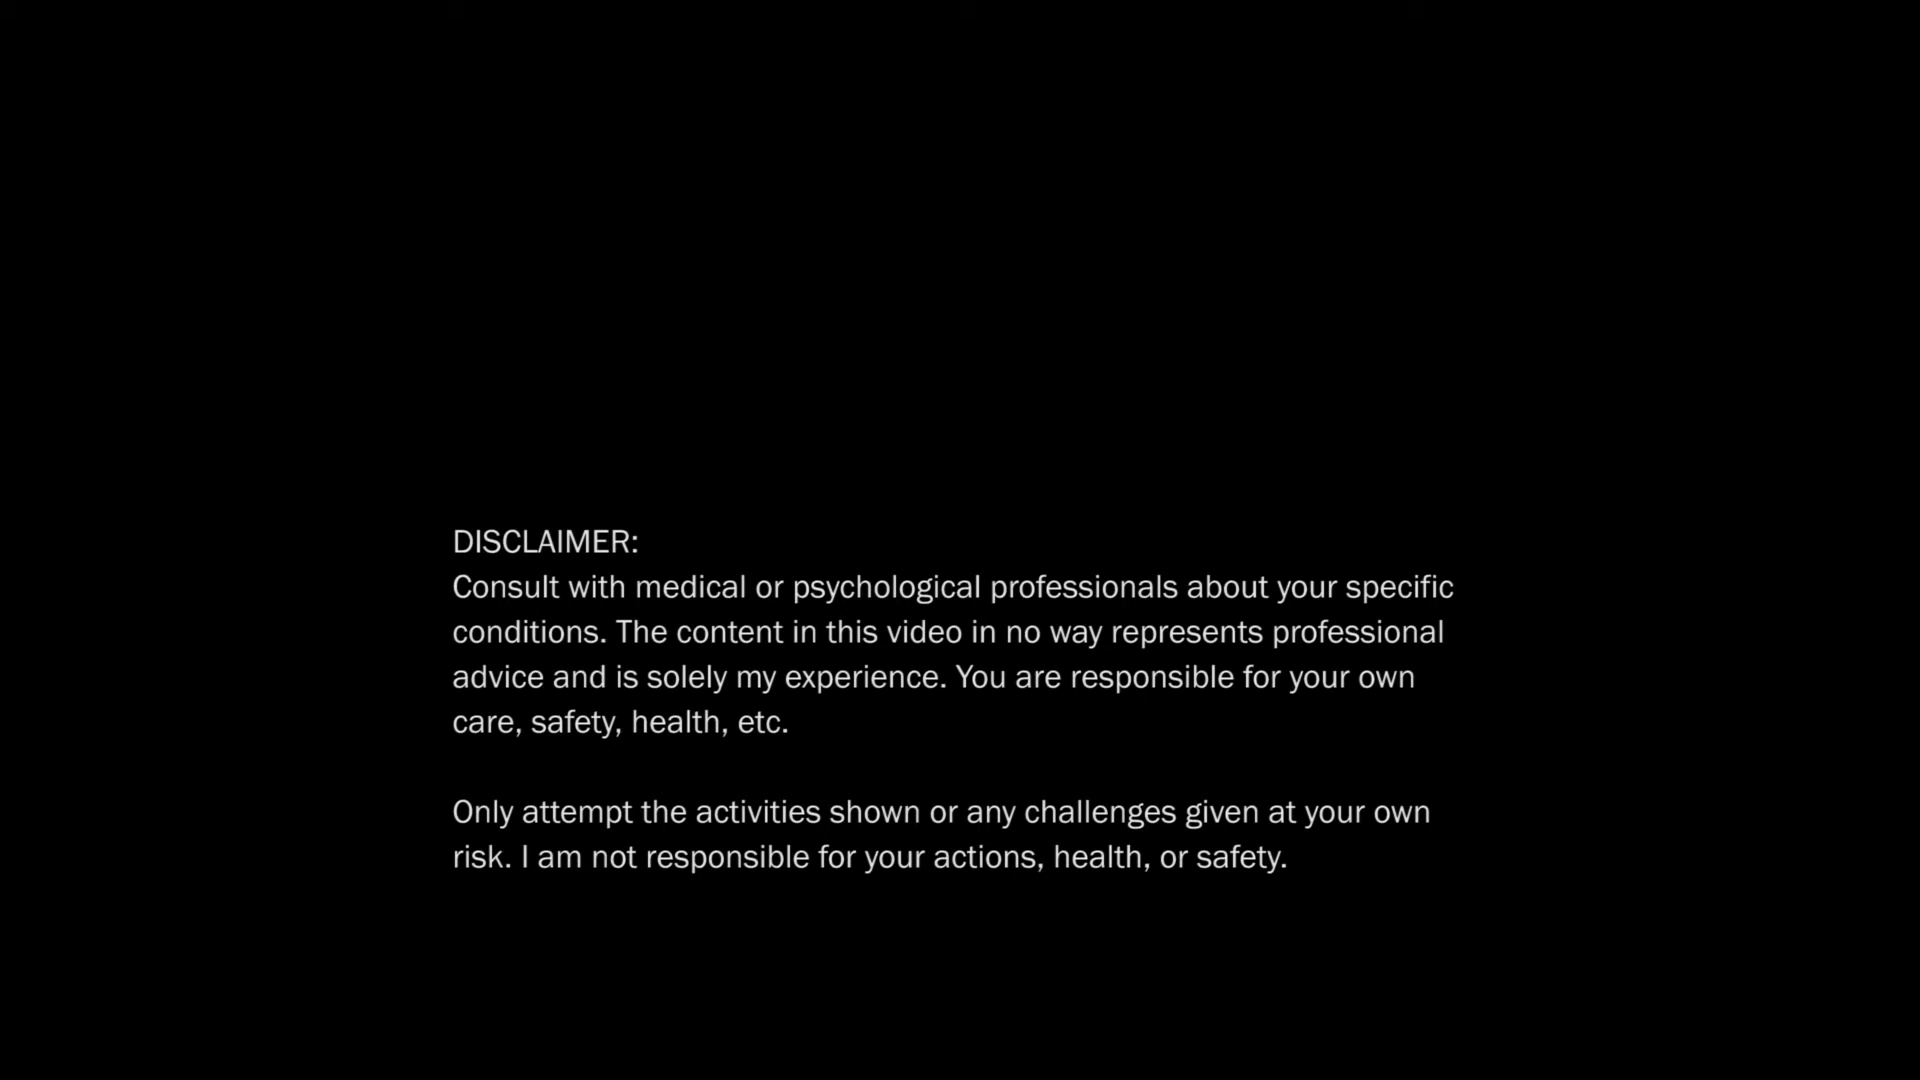 DISCLAIMER:
Consult with medical or psychological professionals about your specific
conditions. The content in this video in no way represents professional
advice and is solely my experience. You are responsible for your own
care, safety, health, etc.
Only attempt the activities shown or any challenges given at your own
risk. I am not responsible for your actions, health, or safety.